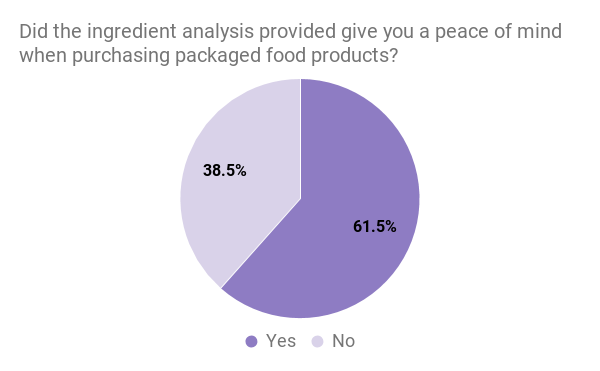 Did the ingredient analysis provided give you a peace of mind
when purchasing packaged food products?
38.5%
61.5%
Yes No